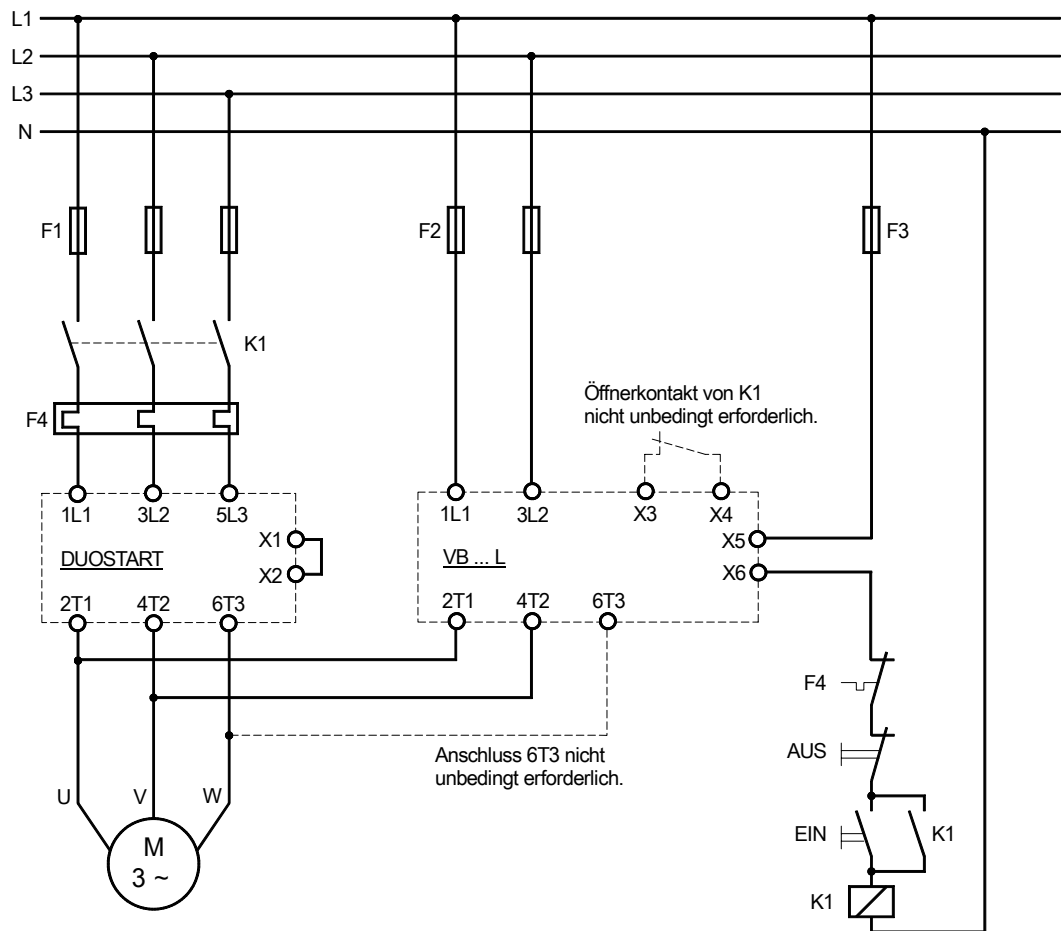 L1
L2
L3
N
F1
F2
F3
K1
F4
Öffnerkontakt von K1
nicht unbedingt erforderlich.
1L1 3L2 5L3
X1
DUOSTART
X2
2T1 4T2 6T3
1L1 3L2 X3 X4
X5
VB ... L
X6
2T1 4T2 6T3
F4
AUS
Anschluss 6T3 nicht
unbedingt erforderlich.
U V W
M
3 ~
EIN
K1
K1